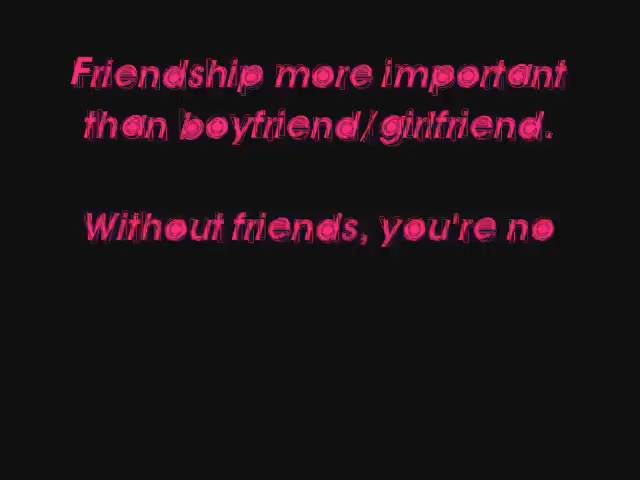 Friendship more important
than boyfriend/girlfriend.
Without friends, you're no